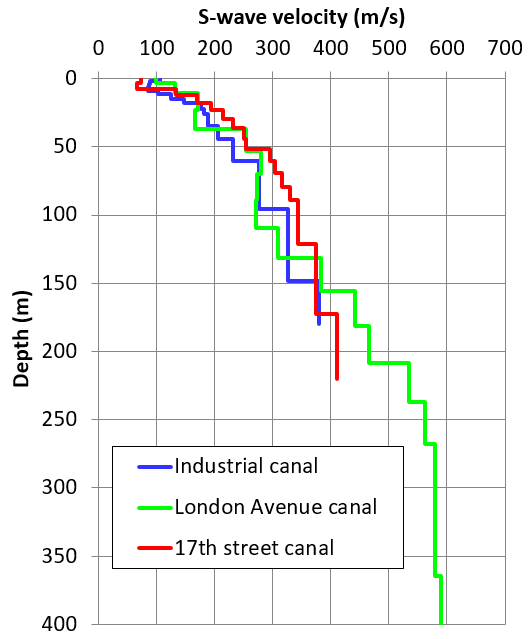 S-wave velocity (m/s)
0 100 200 300 400 500 600 700
0
50
100
150
200
250
300
350
400
Depth (m)
Industrial canal
London Avenue canal
17th street canal